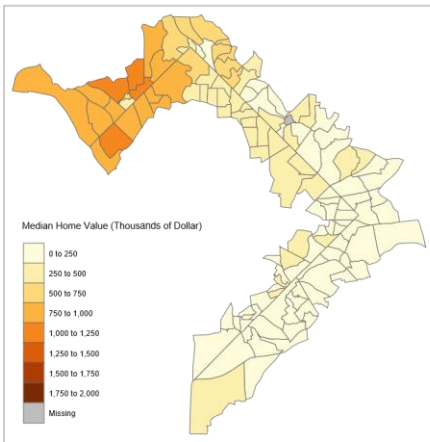 Median Home Value (Thousands of Dollar)
0 to 250
250 to 500
500 to 750
750 to 1,000
1,000 to 1,250
1,250 to 1,500
1,500 to 1,750
1,750 to 2,000
Missing